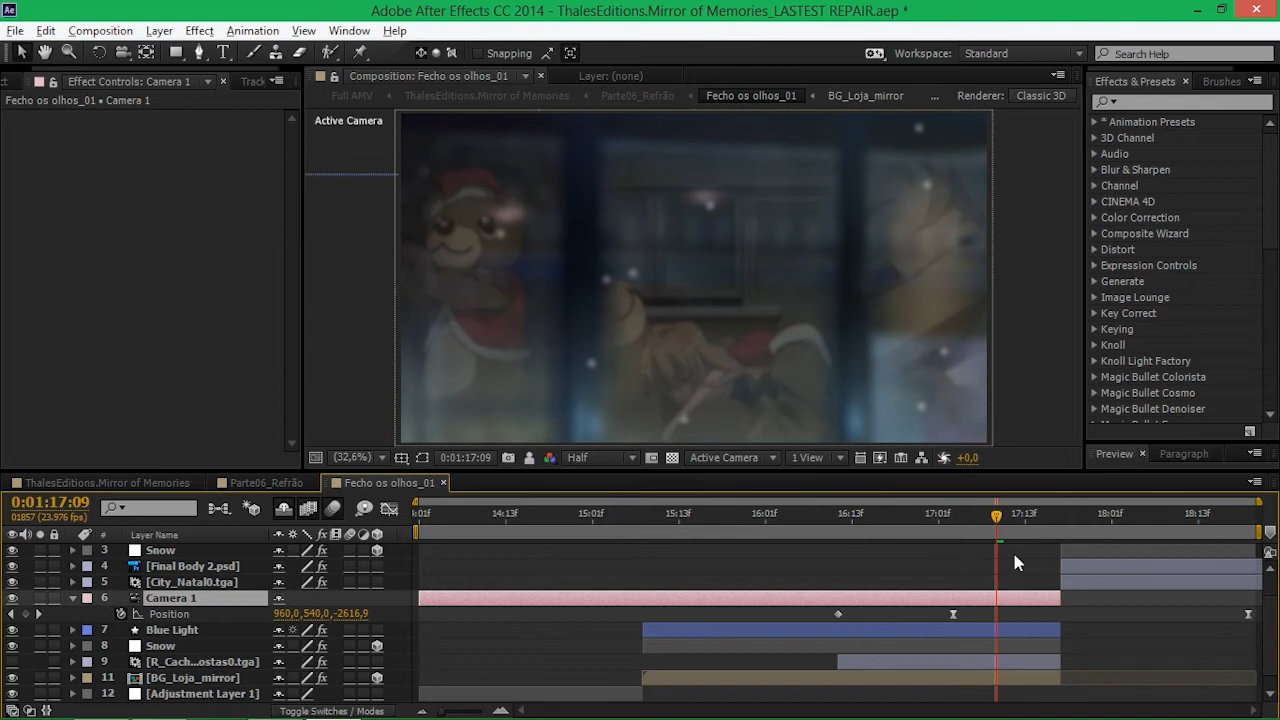 Ae Adobe After Effects CC 2014 - ThalesEditions.Mirror of Memories_LASTEST REPAIR.aep *
File Edit Composition Layer Effect Animation View Window Help
Snapping Workspace: Standard Search Help
Effect Controls: Camera 1 Track Composition: Fecho os olhos_01 Layer: (none) Effects & Presets Brushes
Fecho os olhos_01 • Camera 1 Full AMV ThalesEditions.Mirror of Memories Parte06_Refrão Fecho os olhos_01 BG_Loja_mirror ... Renderer: Classic 3D
Active Camera
* Animation Presets
3D Channel
Audio
Blur & Sharpen
Channel
CINEMA 4D
Color Correction
Composite Wizard
Distort
Expression Controls
Generate
Image Lounge
Key Correct
Keying
Knoll
Knoll Light Factory
Magic Bullet Colorista
Magic Bullet Cosmo
Magic Bullet Denoiser
Magic Bullet Frames
(32,6%) 0:01:17:09 Half Active Camera 1 View +0,0
Preview Paragraph
ThalesEditions.Mirror of Memories Parte06_Refrão Fecho os olhos_01
0:01:17:09
01857 (23.976 fps)
:01f 14:13f 15:01f 15:13f 16:01f 16:13f 17:01f 17:13f 18:01f 18:13f
# Layer Name
3 Snow
4 [Final Body 2.psd]
5 [City_Natal0.tga]
6 Camera 1
Position 960,0,540,0,-2616,9
7 Blue Light
8 Snow
9 [R_Cach...ostas0.tga]
11 [BG_Loja_mirror]
12 [Adjustment Layer 1]
Toggle Switches / Modes